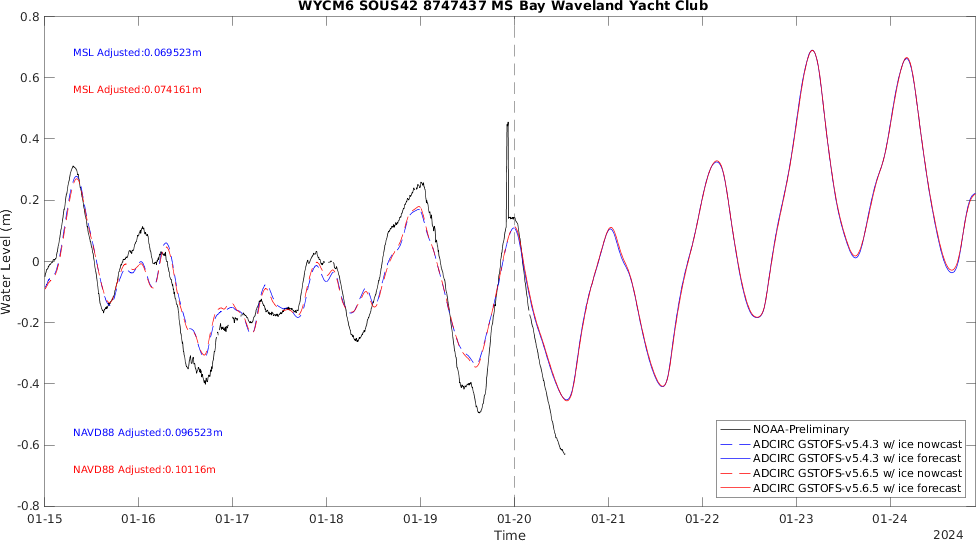 WYCM6 SOUS42 8747437 MS Bay Waveland Yacht Club
0.8
0.6
0.4
0.2
0
-0.2
-0.4
-0.6
-0.8
Water Level (m)
MSL Adjusted:0.069523m
MSL Adjusted:0.074161m
NAVD88 Adjusted:0.096523m
NAVD88 Adjusted:0.10116m
NOAA-Preliminary
ADCIRC GSTOFS-v5.4.3 w/ ice nowcast
ADCIRC GSTOFS-v5.4.3 w/ ice forecast
ADCIRC GSTOFS-v5.6.5 w/ ice nowcast
ADCIRC GSTOFS-v5.6.5 w/ ice forecast
01-15 01-16 01-17 01-18 01-19 01-20 01-21 01-22 01-23 01-24
Time
2024